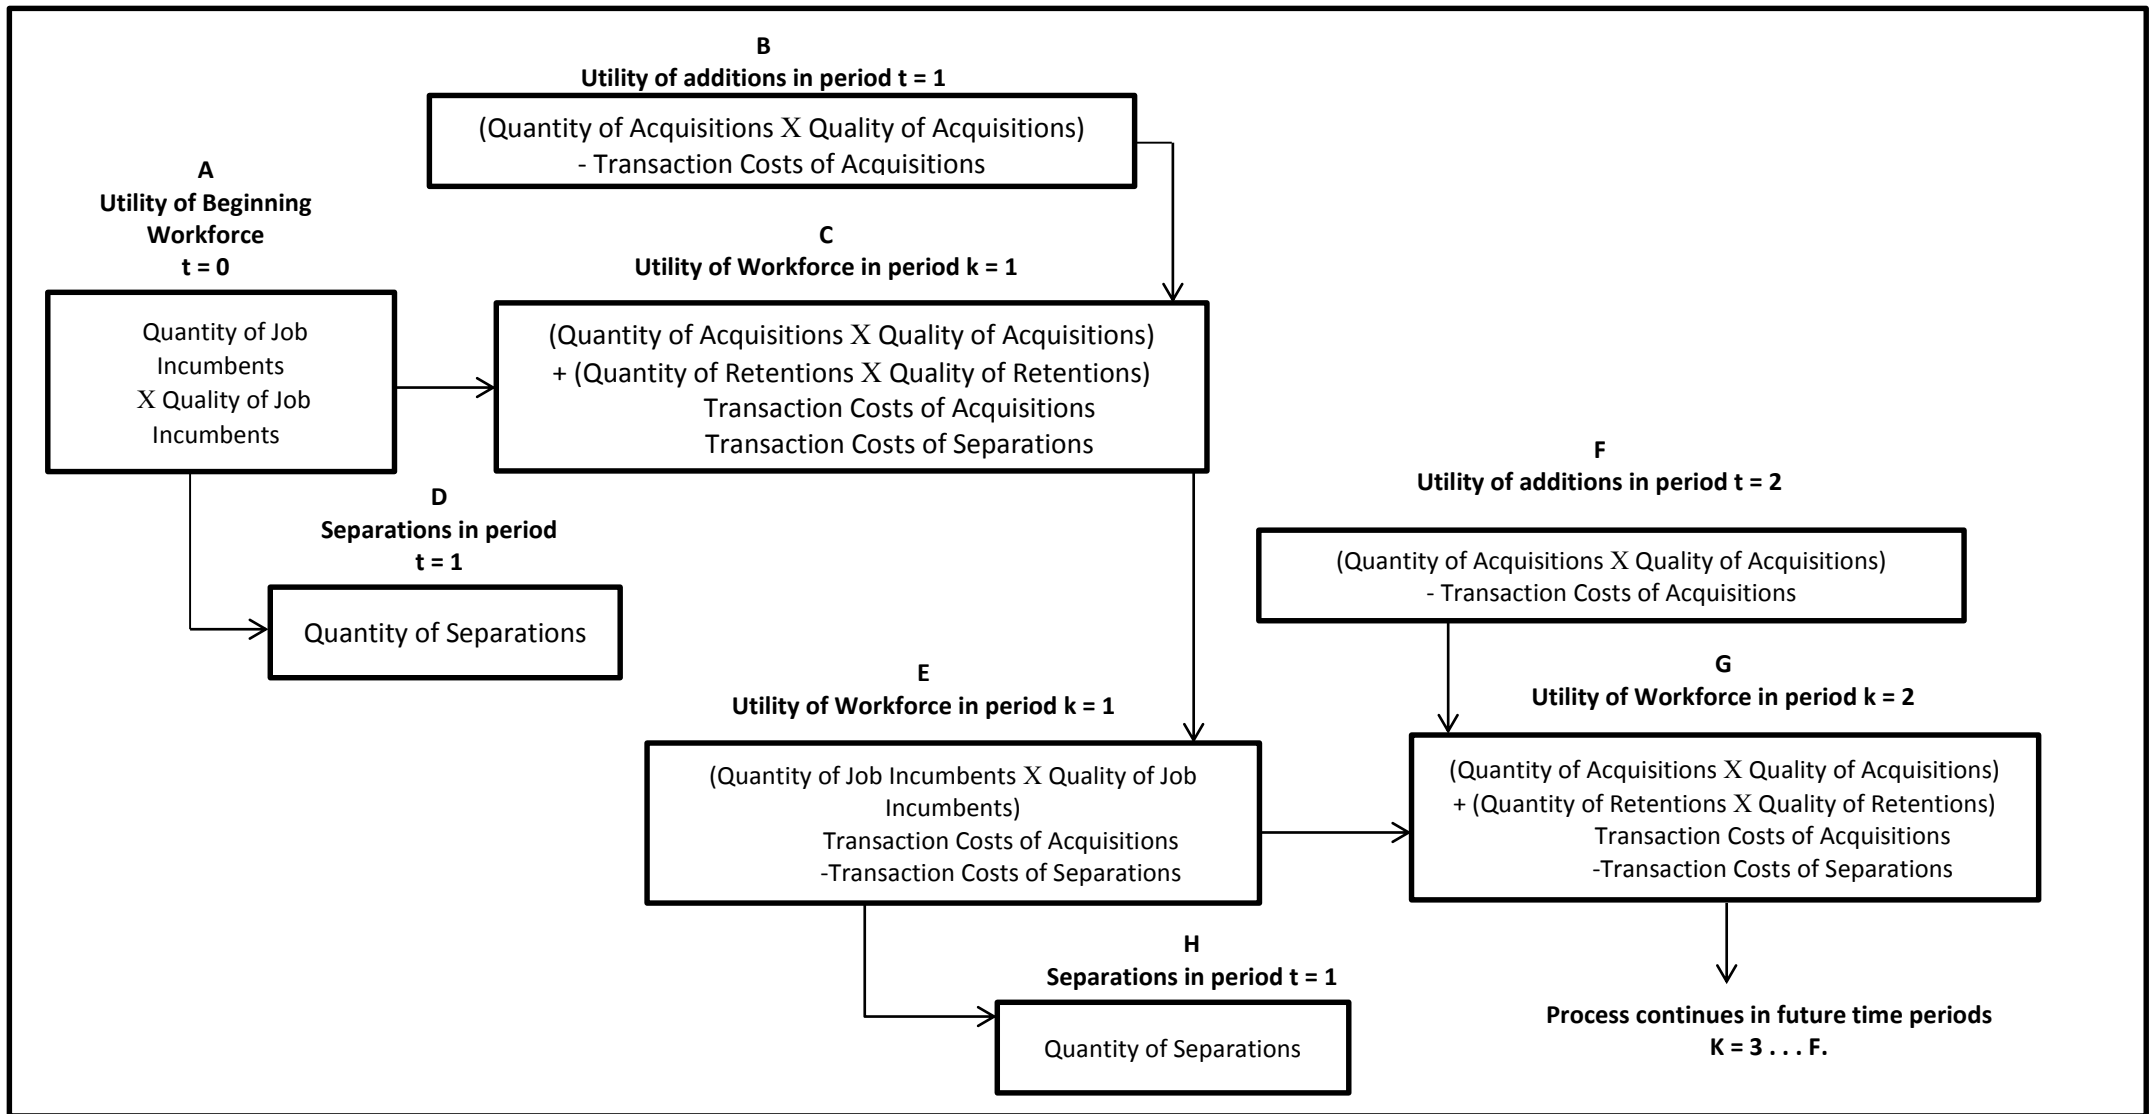 B
Utility of additions in period t = 1
(Quantity of Acquisitions X Quality of Acquisitions)
- Transaction Costs of Acquisitions
A
Utility of Beginning
Workforce
t = 0
Quantity of Job
Incumbents
X Quality of Job
Incumbents
C
Utility of Workforce in period k = 1
(Quantity of Acquisitions X Quality of Acquisitions)
+ (Quantity of Retentions X Quality of Retentions)
Transaction Costs of Acquisitions
Transaction Costs of Separations
D
Separations in period
t = 1
Quantity of Separations
F
Utility of additions in period t = 2
(Quantity of Acquisitions X Quality of Acquisitions)
- Transaction Costs of Acquisitions
E
Utility of Workforce in period k = 1
(Quantity of Job Incumbents X Quality of Job
Incumbents)
Transaction Costs of Acquisitions
-Transaction Costs of Separations
G
Utility of Workforce in period k = 2
(Quantity of Acquisitions X Quality of Acquisitions)
+ (Quantity of Retentions X Quality of Retentions)
Transaction Costs of Acquisitions
-Transaction Costs of Separations
H
Separations in period t = 1
Quantity of Separations
Process continues in future time periods
K = 3 . . . F.